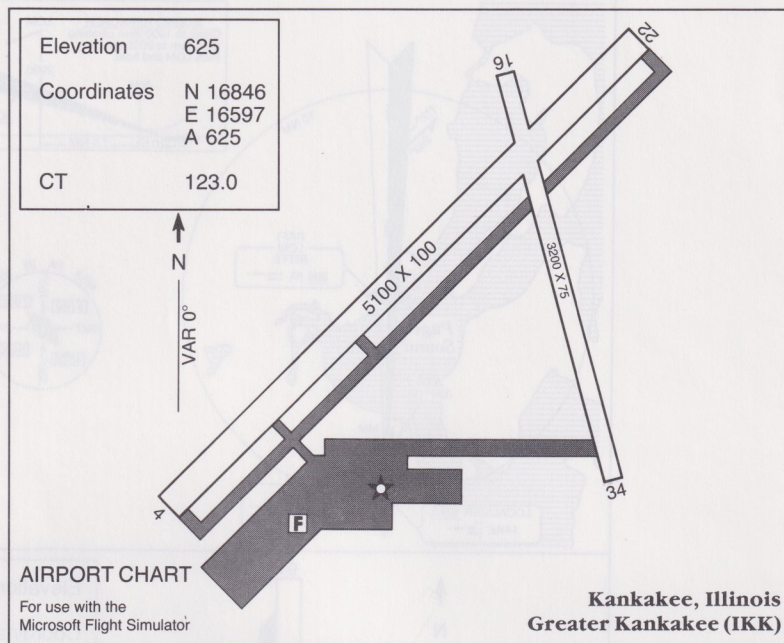 Elevation 625
Coordinates N 16846
E 16597
A 625
CT 123.0
N
VAR 0°
22
16
5100 X 100
3200 X 75
4
34
F
AIRPORT CHART
For use with the
Microsoft Flight Simulator
Kankakee, Illinois
Greater Kankakee (IKK)